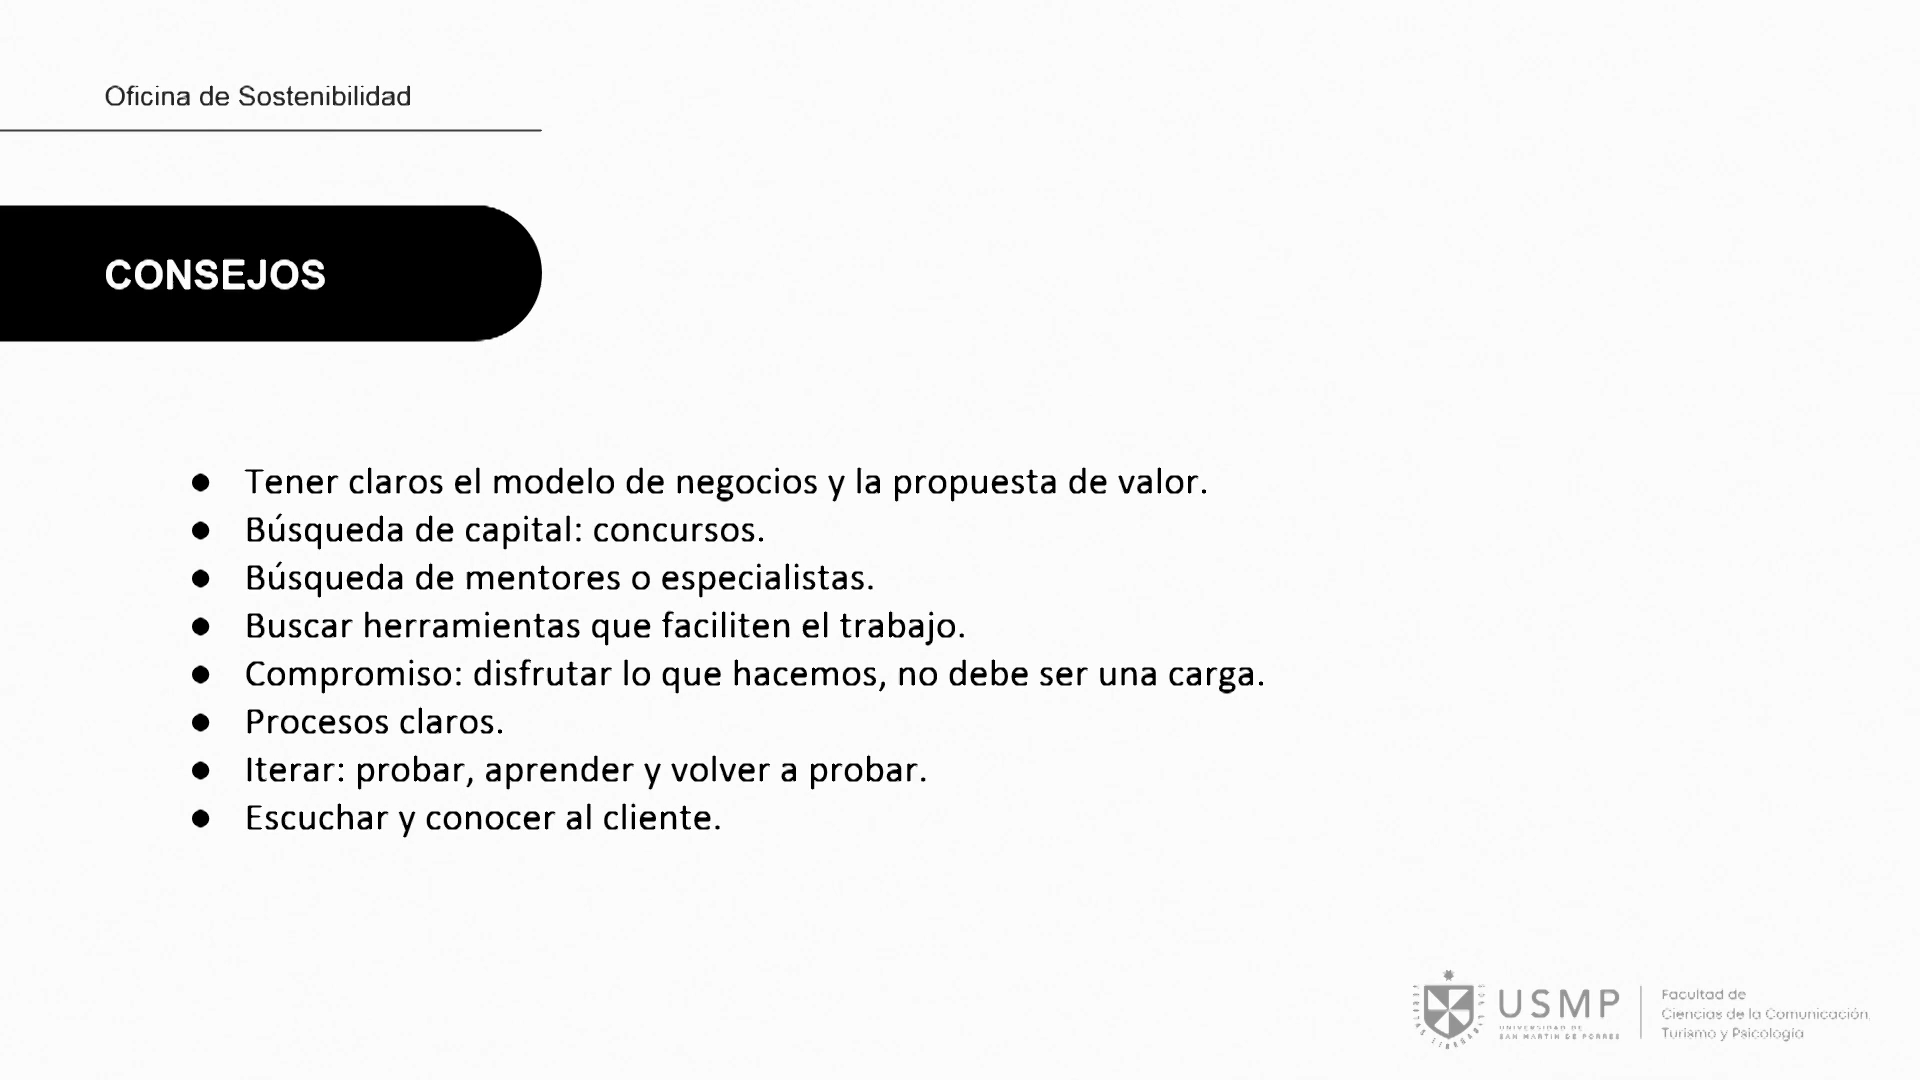 Oficina de Sostenibilidad
CONSEJOS
● Tener claros el modelo de negocios y la propuesta de valor.
● Búsqueda de capital: concursos.
● Búsqueda de mentores o especialistas.
● Buscar herramientas que faciliten el trabajo.
● Compromiso: disfrutar lo que hacemos, no debe ser una carga.
● Procesos claros.
● Iterar: probar, aprender y volver a probar.
● Escuchar y conocer al cliente.
USMP
UNIVERSIDAD DE
SAN MARTIN DE PORRES
Facultad de
Ciencias de la Comunicación,
Turismo y Psicología